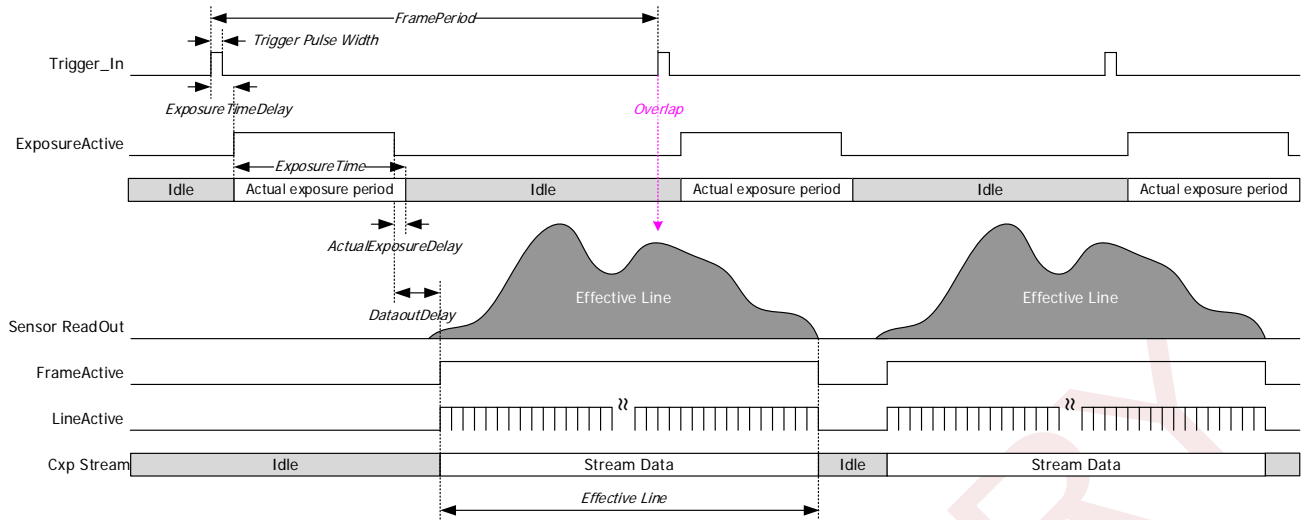 FramePeriod
Trigger Pulse Width
Trigger_In
ExposureTimeDelay
Overlap
ExposureActive
ExposureTime
Idle Actual exposure period Idle Actual exposure period Idle Actual exposure period
ActualExposureDelay
Effective Line Effective Line
DataoutDelay
Sensor ReadOut
FrameActive
LineActive ≈ ≈
Cxp Stream Idle Stream Data Idle Stream Data
Effective Line